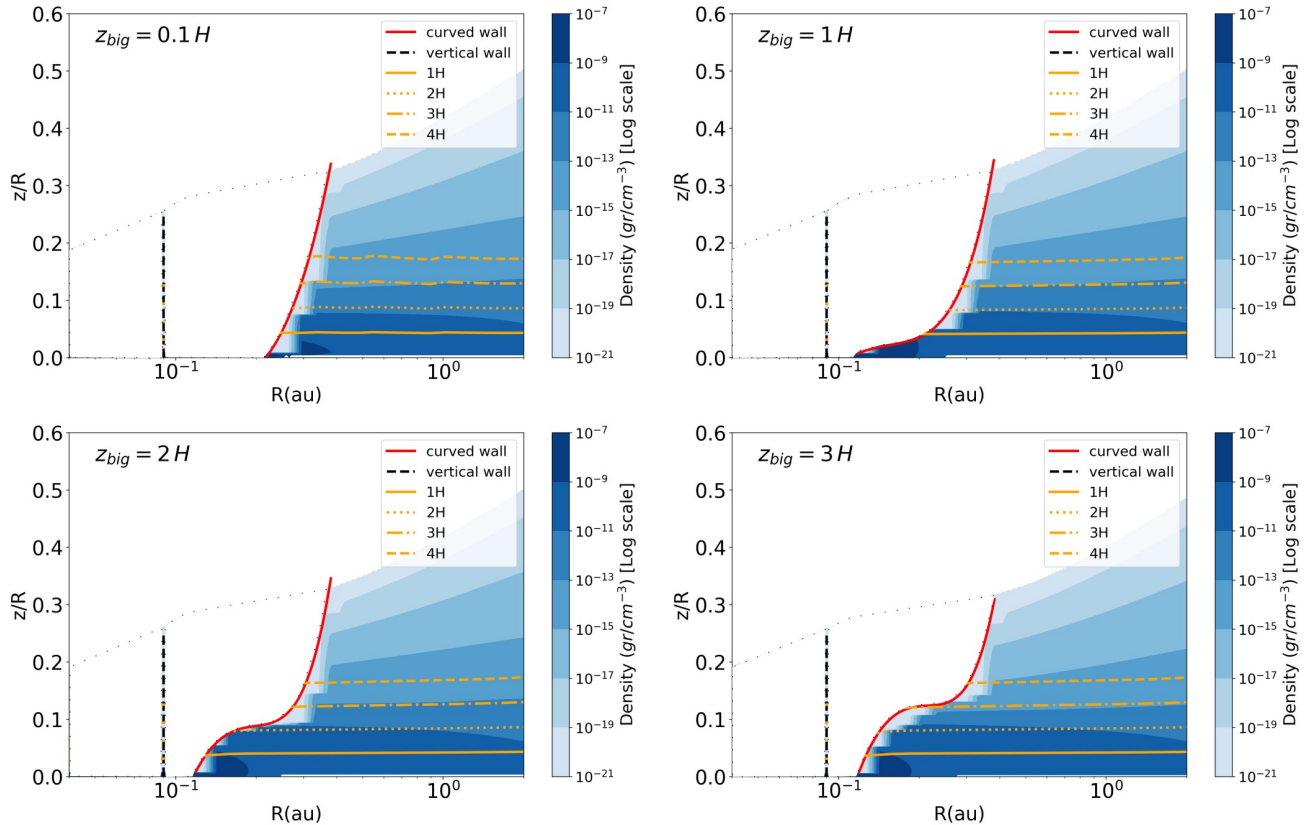 z_big = 0.1 H
curved wall
vertical wall
1H
2H
3H
4H
0.6
0.5
0.4
0.3
0.2
0.1
0.0
z/R
10^-1
10^0
R(au)
10^-7
10^-9
10^-11
10^-13
10^-15
10^-17
10^-19
10^-21
Density (gr/cm^-3) [Log scale]
z_big = 1 H
curved wall
vertical wall
1H
2H
3H
4H
0.6
0.5
0.4
0.3
0.2
0.1
0.0
z/R
10^-1
10^0
R(au)
10^-7
10^-9
10^-11
10^-13
10^-15
10^-17
10^-19
10^-21
Density (gr/cm^-3) [Log scale]
z_big = 2 H
curved wall
vertical wall
1H
2H
3H
4H
0.6
0.5
0.4
0.3
0.2
0.1
0.0
z/R
10^-1
10^0
R(au)
10^-7
10^-9
10^-11
10^-13
10^-15
10^-17
10^-19
10^-21
Density (gr/cm^-3) [Log scale]
z_big = 3 H
curved wall
vertical wall
1H
2H
3H
4H
0.6
0.5
0.4
0.3
0.2
0.1
0.0
z/R
10^-1
10^0
R(au)
10^-7
10^-9
10^-11
10^-13
10^-15
10^-17
10^-19
10^-21
Density (gr/cm^-3) [Log scale]